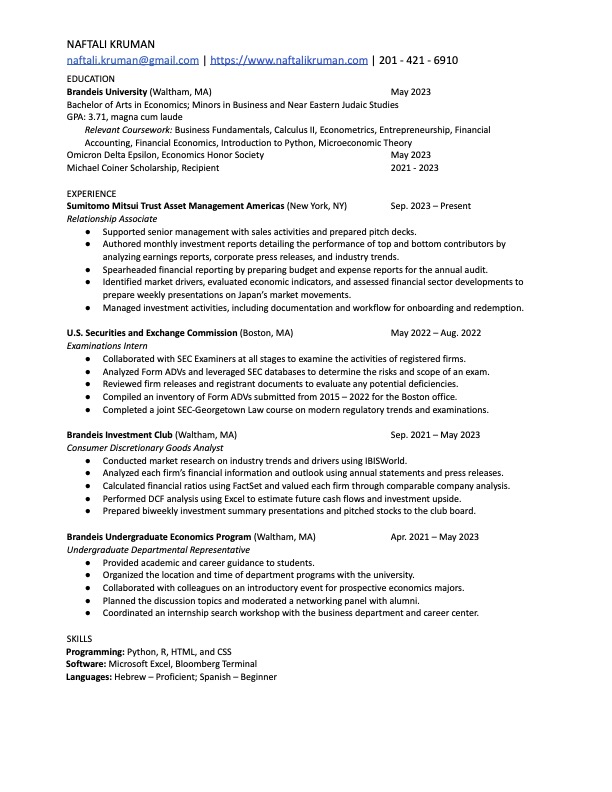 NAFTALI KRUMAN
naftali.kruman@gmail.com | https://www.naftalikruman.com | 201 - 421 - 6910
EDUCATION
Brandeis University (Waltham, MA) May 2023
Bachelor of Arts in Economics; Minors in Business and Near Eastern Judaic Studies
GPA: 3.71, magna cum laude
Relevant Coursework: Business Fundamentals, Calculus II, Econometrics, Entrepreneurship, Financial
Accounting, Financial Economics, Introduction to Python, Microeconomic Theory
Omicron Delta Epsilon, Economics Honor Society May 2023
Michael Coiner Scholarship, Recipient 2021 - 2023
EXPERIENCE
Sumitomo Mitsui Trust Asset Management Americas (New York, NY) Sep. 2023 – Present
Relationship Associate
● Supported senior management with sales activities and prepared pitch decks.
● Authored monthly investment reports detailing the performance of top and bottom contributors by
analyzing earnings reports, corporate press releases, and industry trends.
● Spearheaded financial reporting by preparing budget and expense reports for the annual audit.
● Identified market drivers, evaluated economic indicators, and assessed financial sector developments to
prepare weekly presentations on Japan's market movements.
● Managed investment activities, including documentation and workflow for onboarding and redemption.
U.S. Securities and Exchange Commission (Boston, MA) May 2022 – Aug. 2022
Examinations Intern
● Collaborated with SEC Examiners at all stages to examine the activities of registered firms.
● Analyzed Form ADVs and leveraged SEC databases to determine the risks and scope of an exam.
● Reviewed firm releases and registrant documents to evaluate any potential deficiencies.
● Compiled an inventory of Form ADVs submitted from 2015 – 2022 for the Boston office.
● Completed a joint SEC-Georgetown Law course on modern regulatory trends and examinations.
Brandeis Investment Club (Waltham, MA) Sep. 2021 – May 2023
Consumer Discretionary Goods Analyst
● Conducted market research on industry trends and drivers using IBISWorld.
● Analyzed each firm's financial information and outlook using annual statements and press releases.
● Calculated financial ratios using FactSet and valued each firm through comparable company analysis.
● Performed DCF analysis using Excel to estimate future cash flows and investment upside.
● Prepared biweekly investment summary presentations and pitched stocks to the club board.
Brandeis Undergraduate Economics Program (Waltham, MA) Apr. 2021 – May 2023
Undergraduate Departmental Representative
● Provided academic and career guidance to students.
● Organized the location and time of department programs with the university.
● Collaborated with colleagues on an introductory event for prospective economics majors.
● Planned the discussion topics and moderated a networking panel with alumni.
● Coordinated an internship search workshop with the business department and career center.
SKILLS
Programming: Python, R, HTML, and CSS
Software: Microsoft Excel, Bloomberg Terminal
Languages: Hebrew – Proficient; Spanish – Beginner